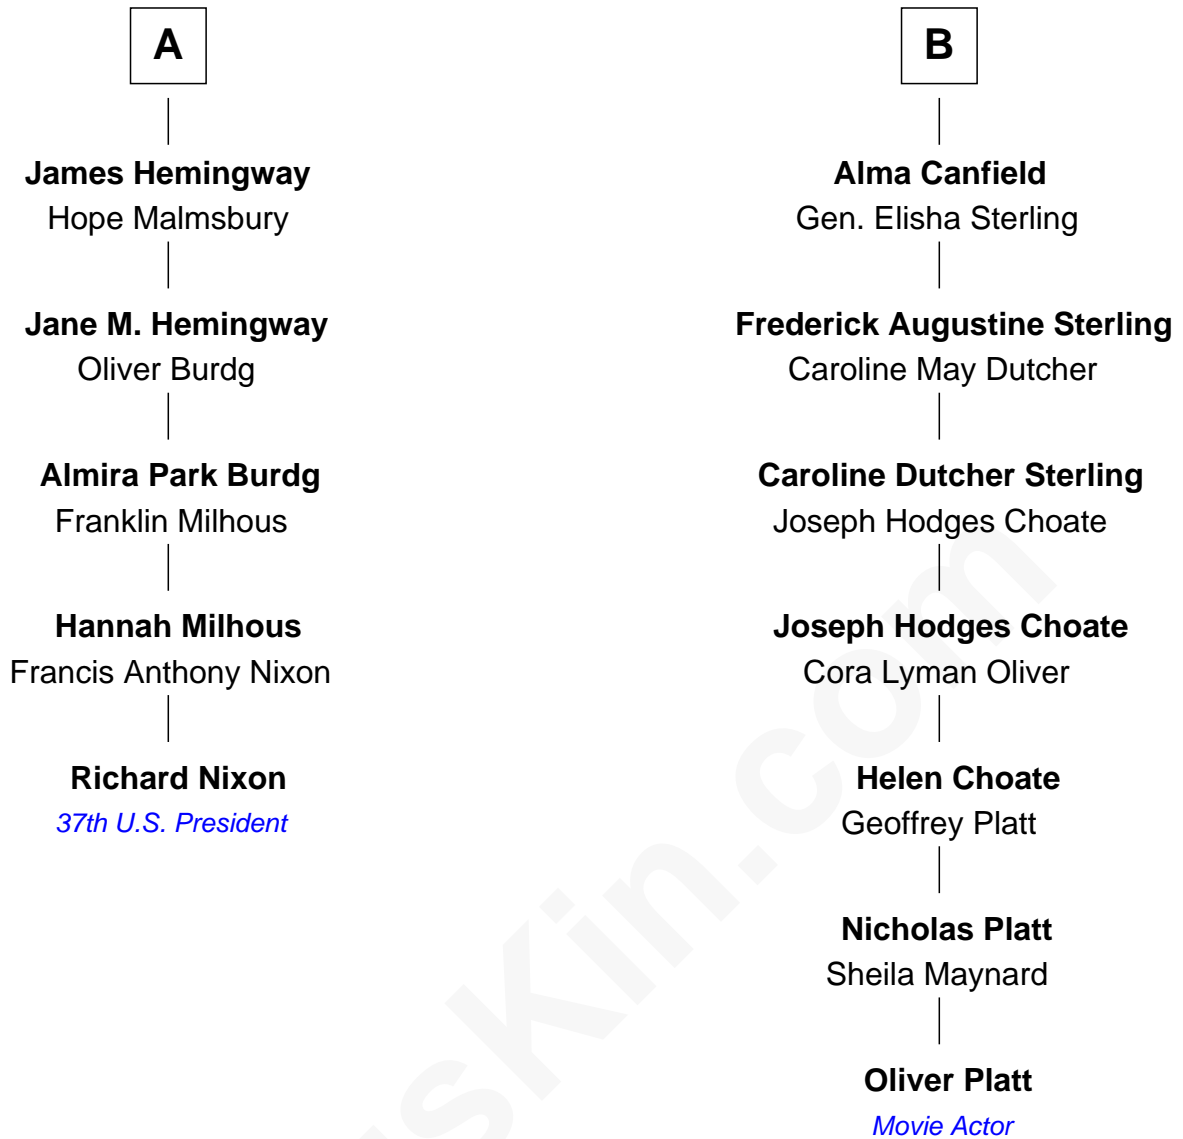 A
James Hemingway
Hope Malmsbury
Jane M. Hemingway
Oliver Burdg
Almira Park Burdg
Franklin Milhous
Hannah Milhous
Francis Anthony Nixon
Richard Nixon
37th U.S. President
B
Alma Canfield
Gen. Elisha Sterling
Frederick Augustine Sterling
Caroline May Dutcher
Caroline Dutcher Sterling
Joseph Hodges Choate
Joseph Hodges Choate
Cora Lyman Oliver
Helen Choate
Geoffrey Platt
Nicholas Platt
Sheila Maynard
Oliver Platt
Movie Actor
sKin.com